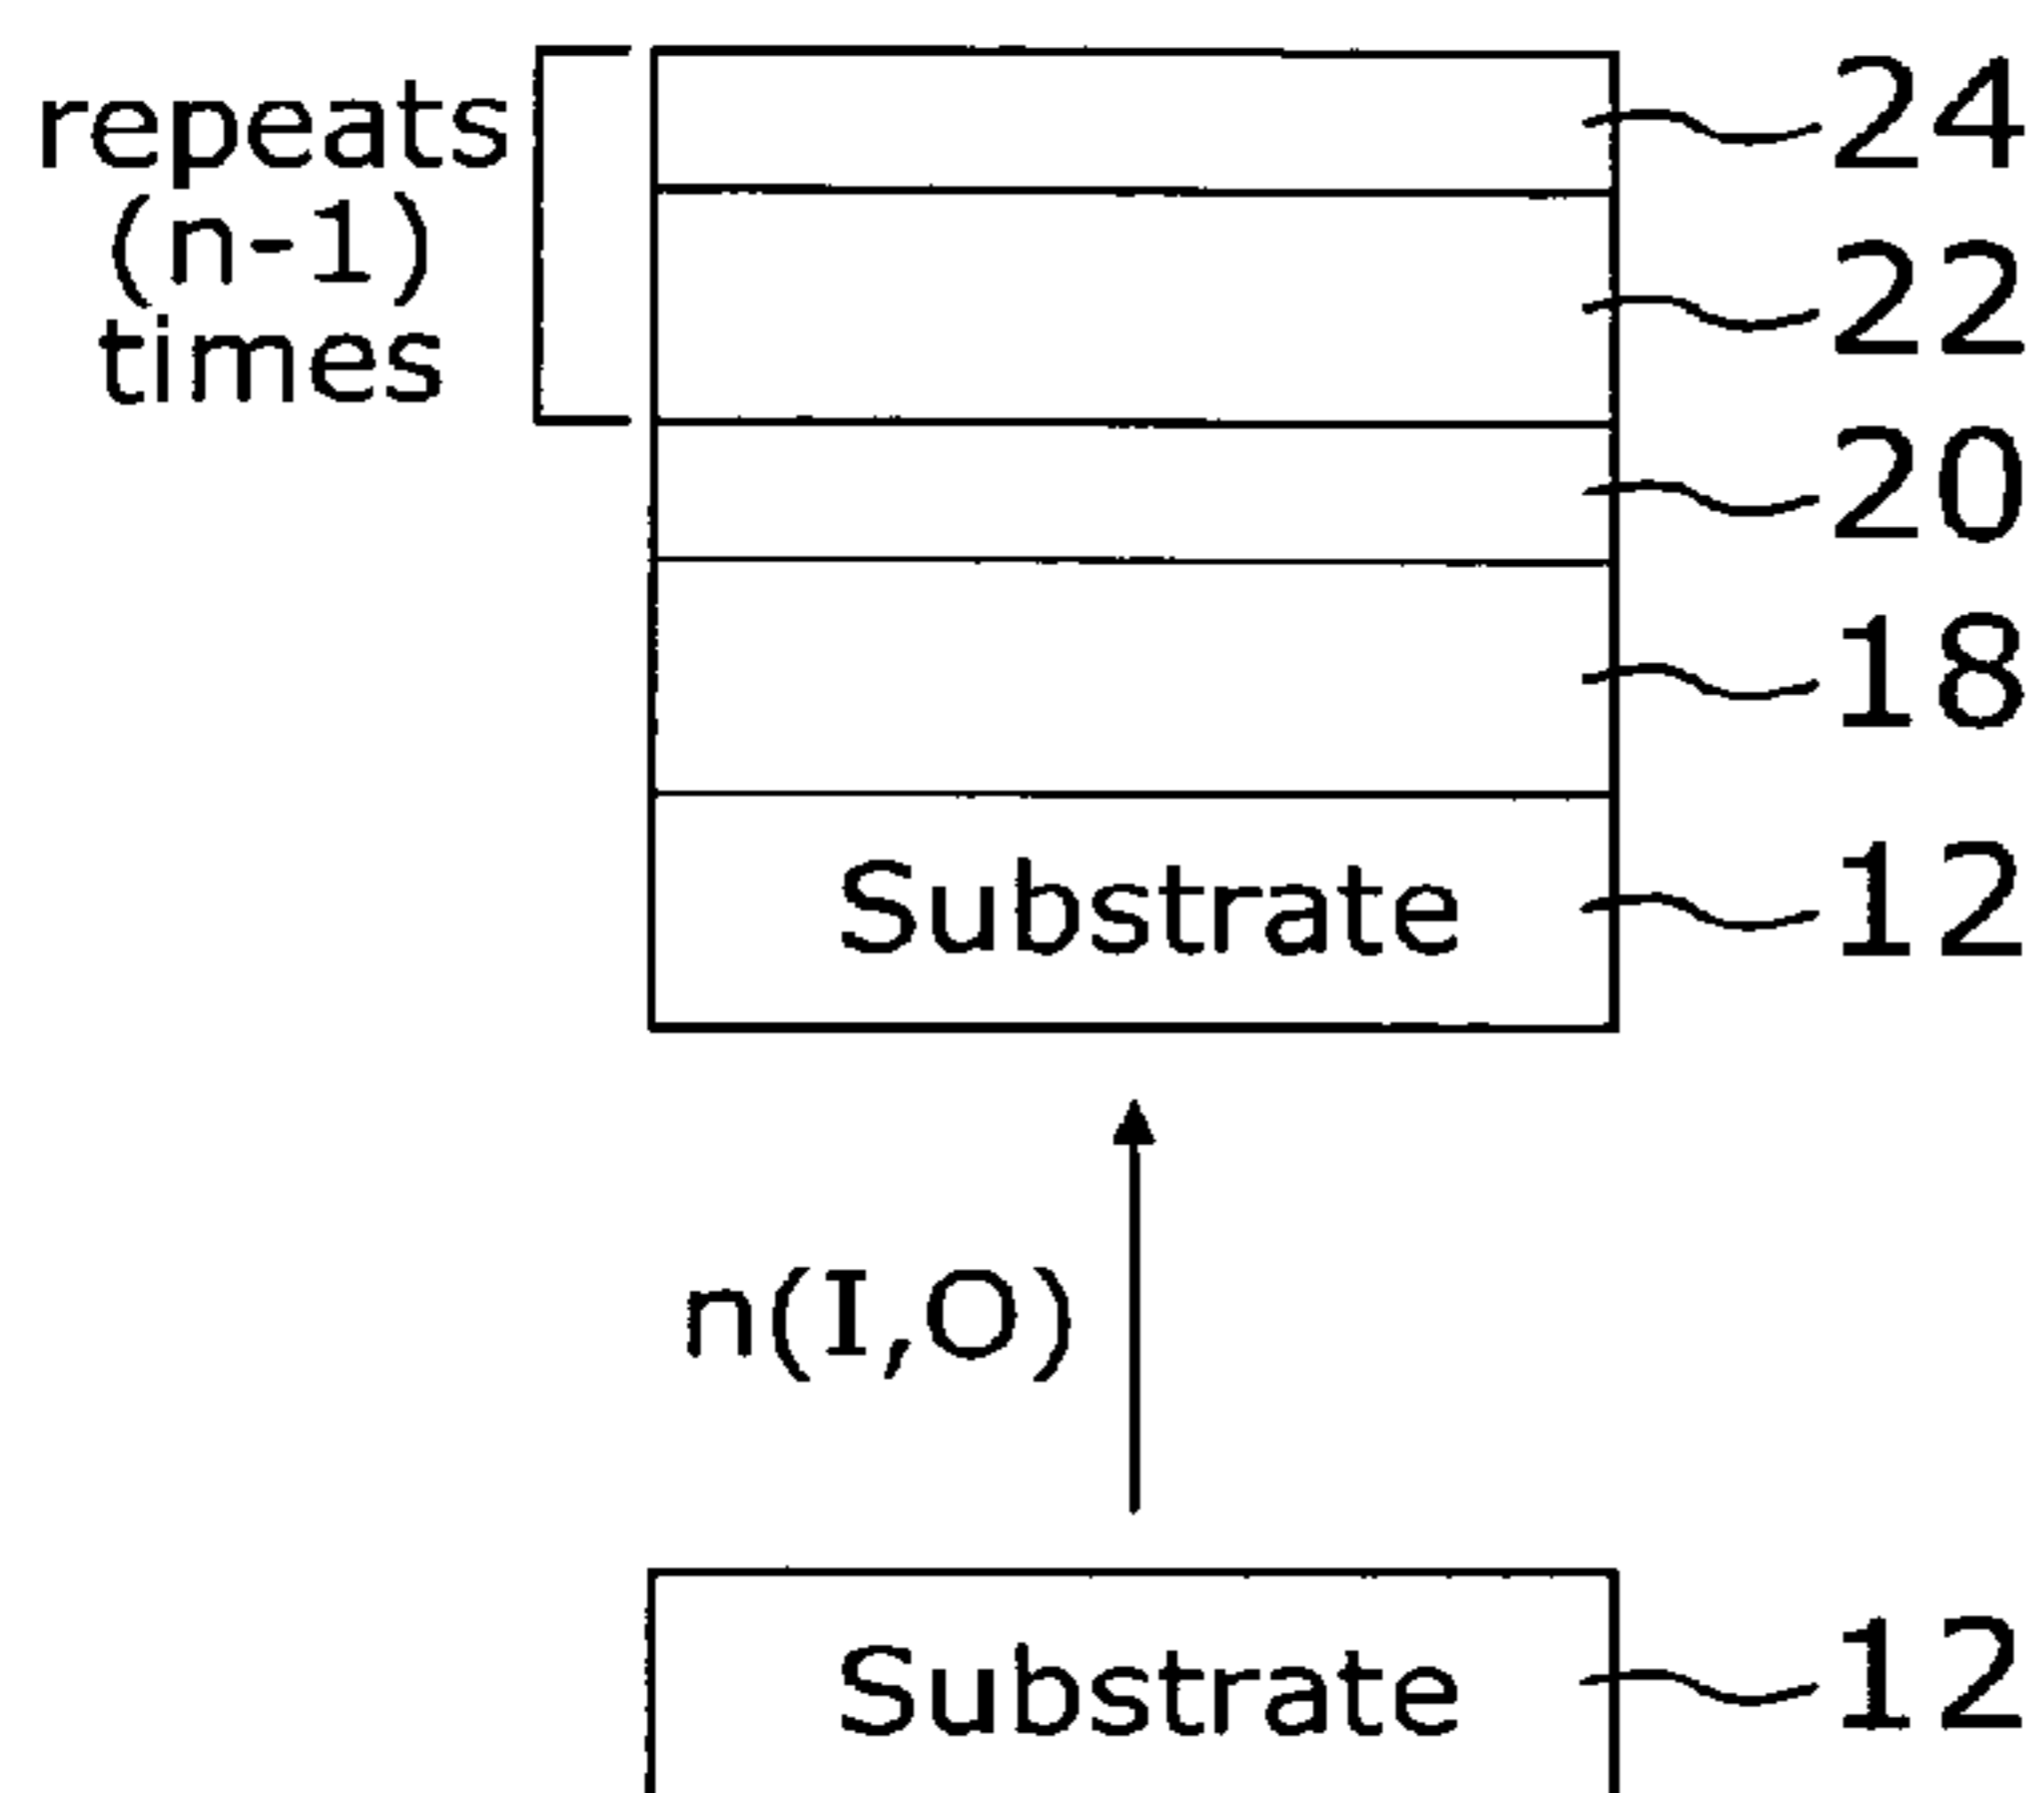 repeats
(n-1)
times
24
22
20
18
Substrate 12
n(I,O)
Substrate 12